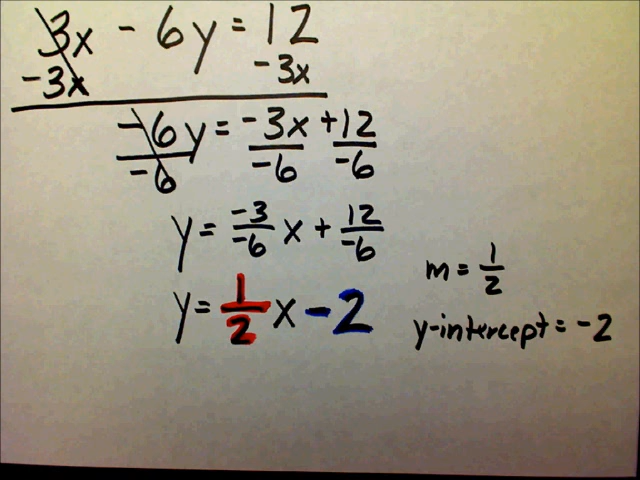 3x - 6y = 12
-3x -3x
-6y = -3x +12
-6 -6 -6
y = -3/-6 x + 12/-6
y = 1/2 x - 2
m = 1/2
y-intercept = -2